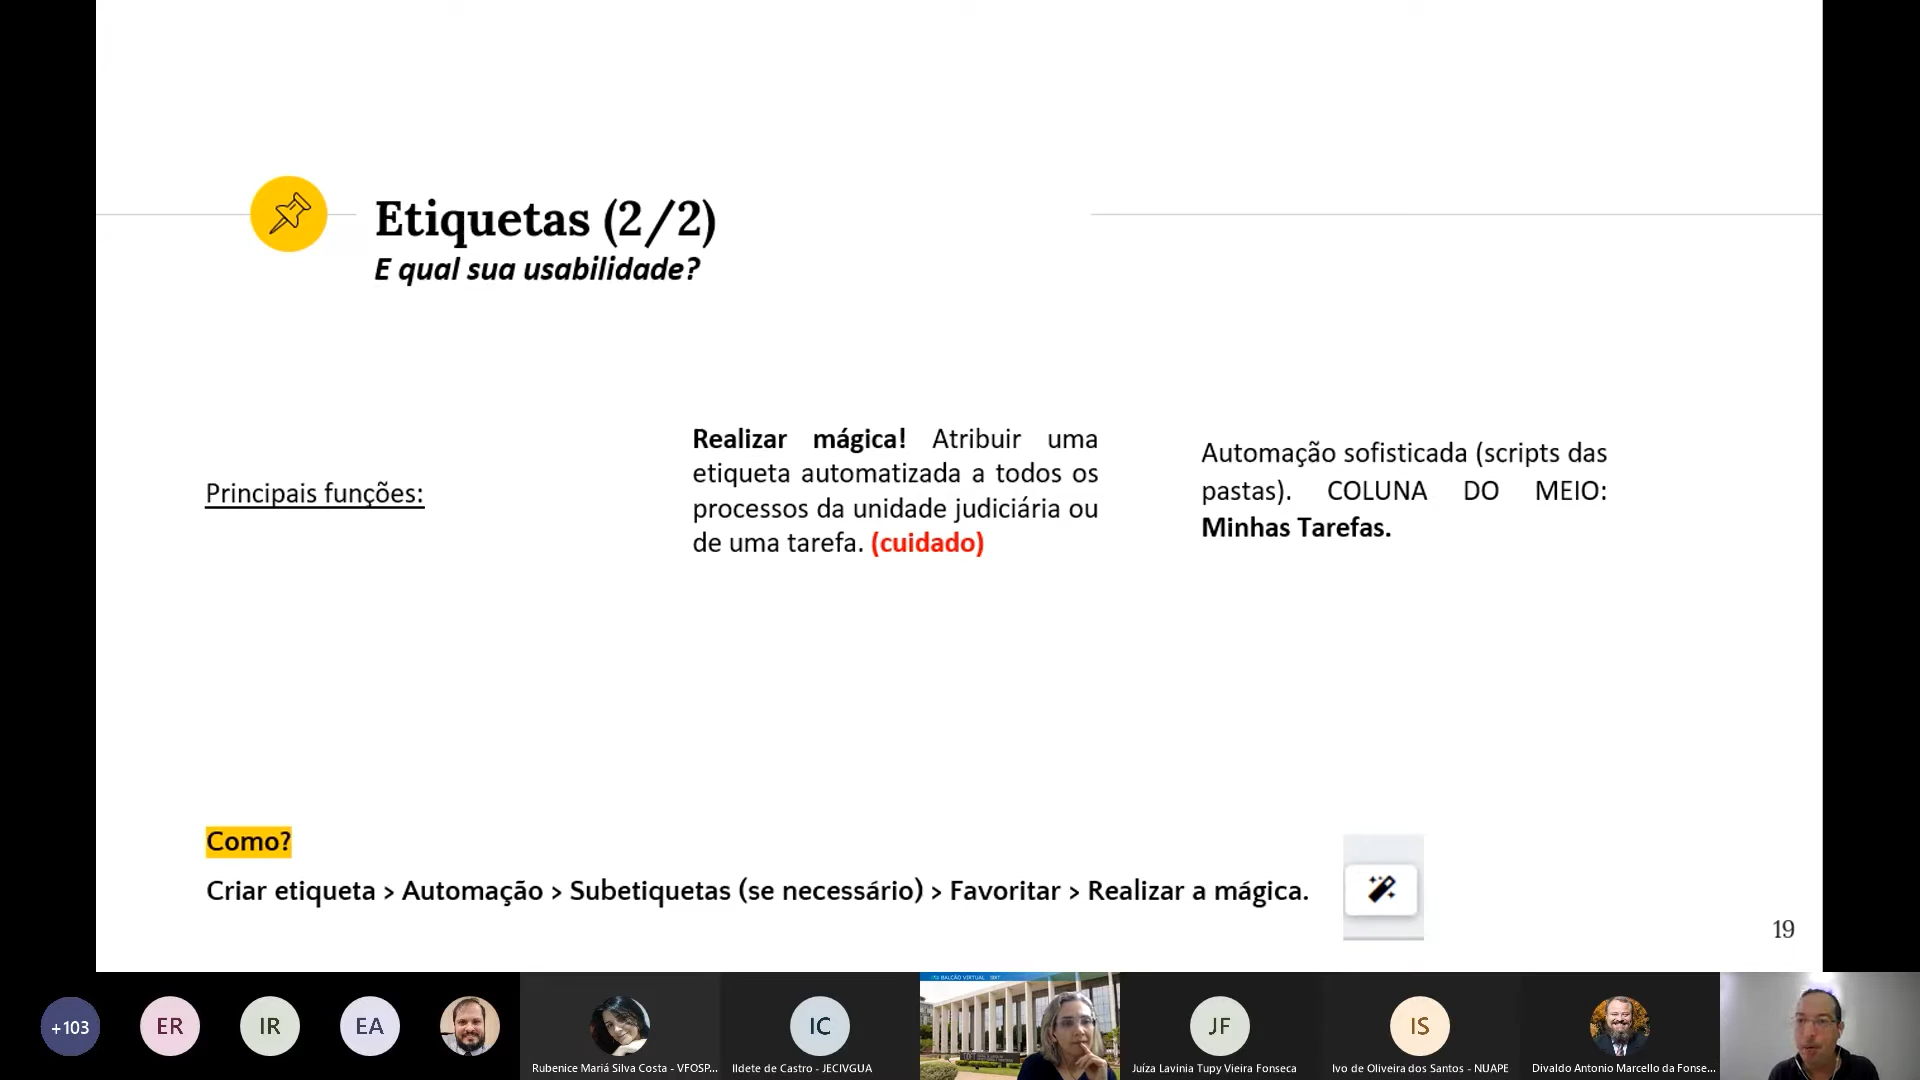 Etiquetas (2/2)
E qual sua usabilidade?
Principais funções:
Realizar mágica! Atribuir uma
etiqueta automatizada a todos os
processos da unidade judiciária ou
de uma tarefa. (cuidado)
Automação sofisticada (scripts das
pastas). COLUNA DO MEIO:
Minhas Tarefas.
Como?
Criar etiqueta > Automação > Subetiquetas (se necessário) > Favoritar > Realizar a mágica.
19
+103
ER
IR
EA
IC
BALCÃO VIRTUAL
JF
IS
Rubenice Mariá Silva Costa - VFOSP...
Ildete de Castro - JECIVGUA
Juíza Lavinia Tupy Vieira Fonseca
Ivo de Oliveira dos Santos - NUAPE
Divaldo Antonio Marcello da Fonse...